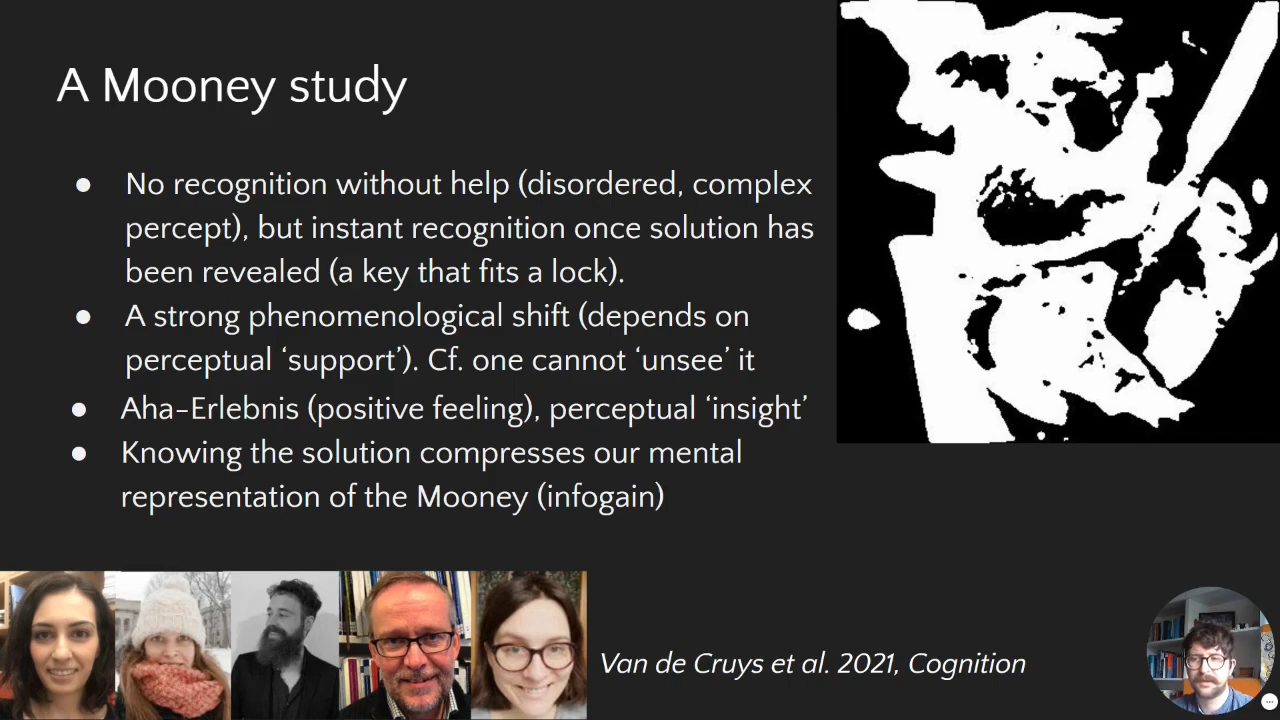 A Mooney study
● No recognition without help (disordered, complex
percept), but instant recognition once solution has
been revealed (a key that fits a lock).
● A strong phenomenological shift (depends on
perceptual ‘support’). Cf. one cannot ‘unsee’ it
● Aha-Erlebnis (positive feeling), perceptual ‘insight’
● Knowing the solution compresses our mental
representation of the Mooney (infogain)
Van de Cruys et al. 2021, Cognition